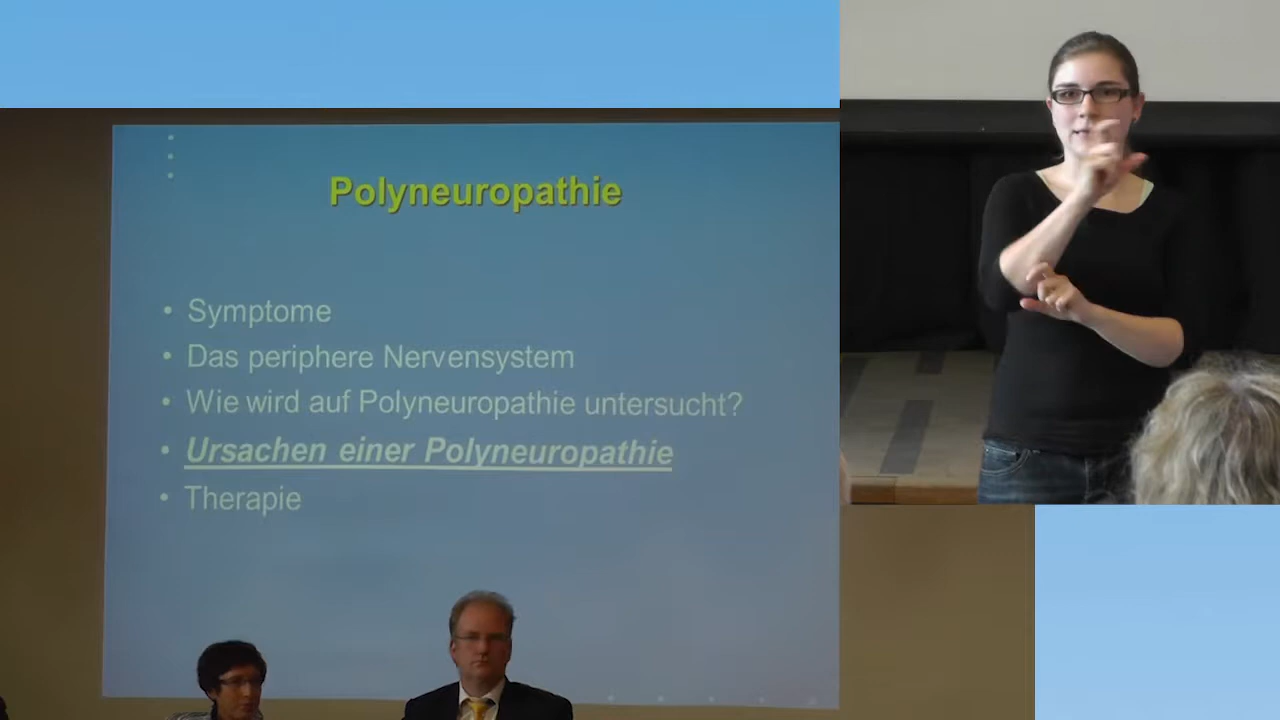 Polyneuropathie
• Symptome
• Das periphere Nervensystem
• Wie wird auf Polyneuropathie untersucht?
• Ursachen einer Polyneuropathie
• Therapie